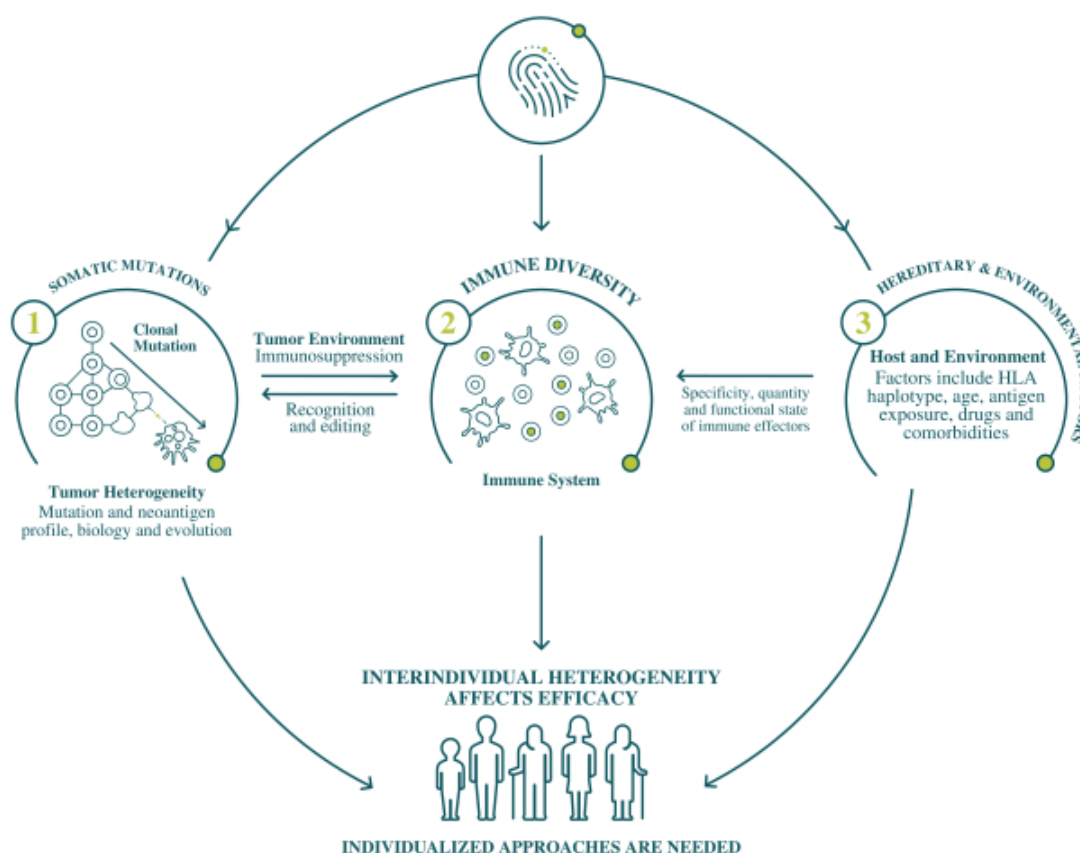 SOMATIC MUTATIONS
1
Clonal
Mutation
Tumor Heterogeneity
Mutation and neoantigen
profile, biology and evolution
Tumor Environment
Immunosuppression
Recognition
and editing
IMMUNE DIVERSITY
2
Immune System
Specificity, quantity
and functional state
of immune effectors
HEREDITARY & ENVIRONMENTAL
3
Host and Environment
Factors include HLA
haplotype, age, antigen
exposure, drugs and
comorbidities
INTERINDIVIDUAL HETEROGENEITY
AFFECTS EFFICACY
INDIVIDUALIZED APPROACHES ARE NEEDED